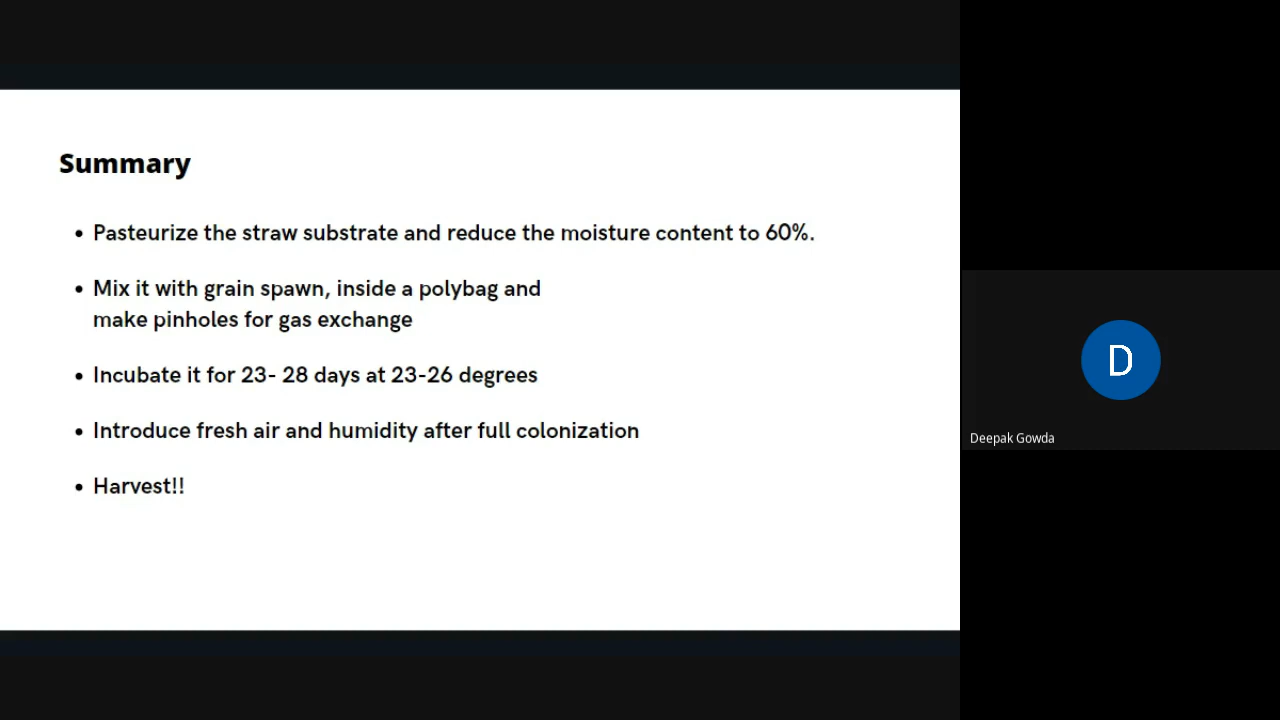 Summary
• Pasteurize the straw substrate and reduce the moisture content to 60%.
• Mix it with grain spawn, inside a polybag and
make pinholes for gas exchange
• Incubate it for 23- 28 days at 23-26 degrees
• Introduce fresh air and humidity after full colonization
• Harvest!!
D
Deepak Gowda